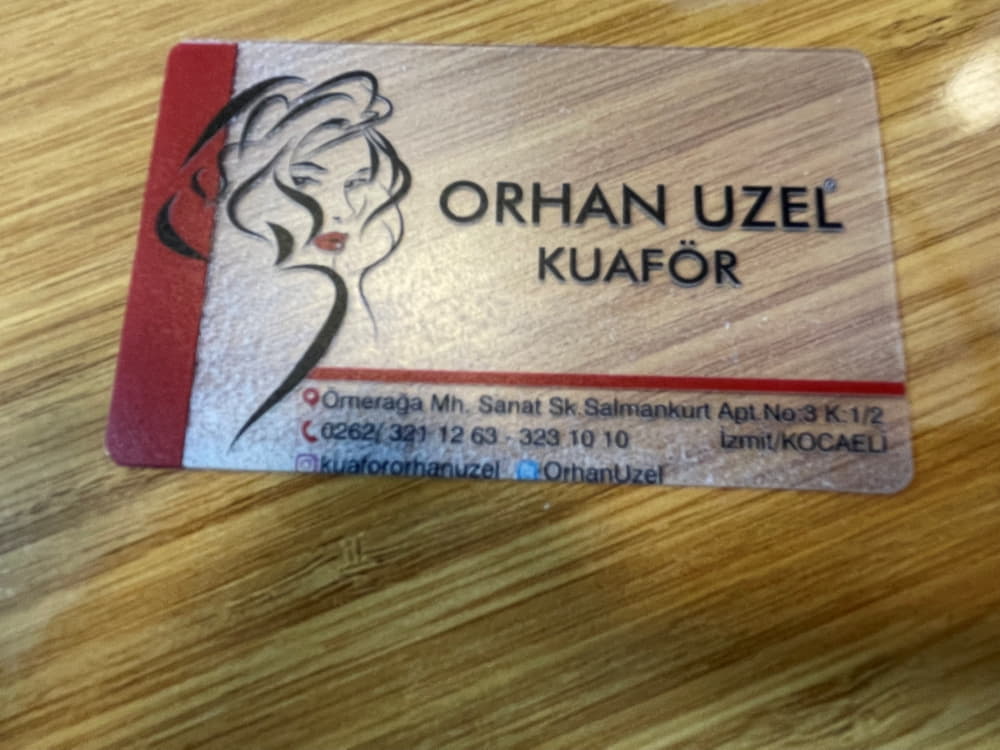 ORHAN UZEL®
KUAFÖR
Ömerağa Mh. Sanat Sk.Salmankurt Apt.No:3 K:1/2
0262/ 321 12 63 - 323 10 10 İzmit/KOCAELİ
kuafororhanuzel OrhanUzel